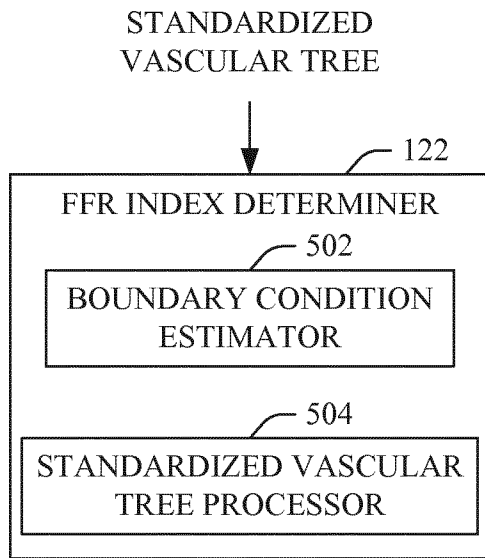 STANDARDIZED
VASCULAR TREE
122
FFR INDEX DETERMINER
502
BOUNDARY CONDITION
ESTIMATOR
504
STANDARDIZED VASCULAR
TREE PROCESSOR